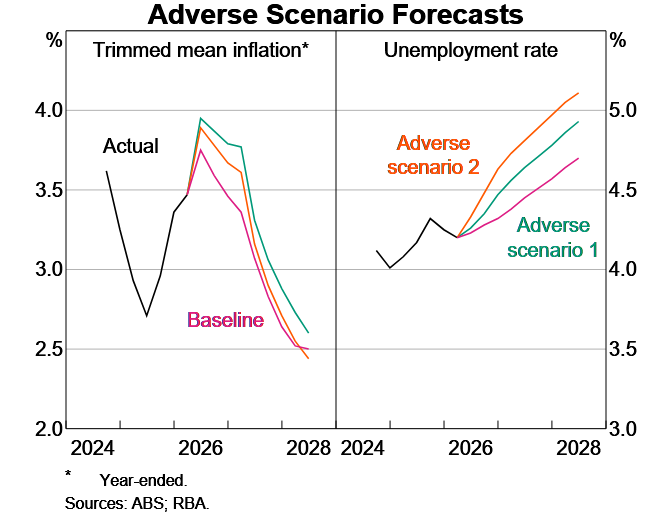 Adverse Scenario Forecasts
% %
Trimmed mean inflation* Unemployment rate
4.0 5.0
Actual
Adverse
scenario 2
3.5 4.5
Adverse
scenario 1
3.0 4.0
Baseline
2.5 3.5
2.0 3.0
2024 2026 2028 2024 2026 2028
* Year-ended.
Sources: ABS; RBA.